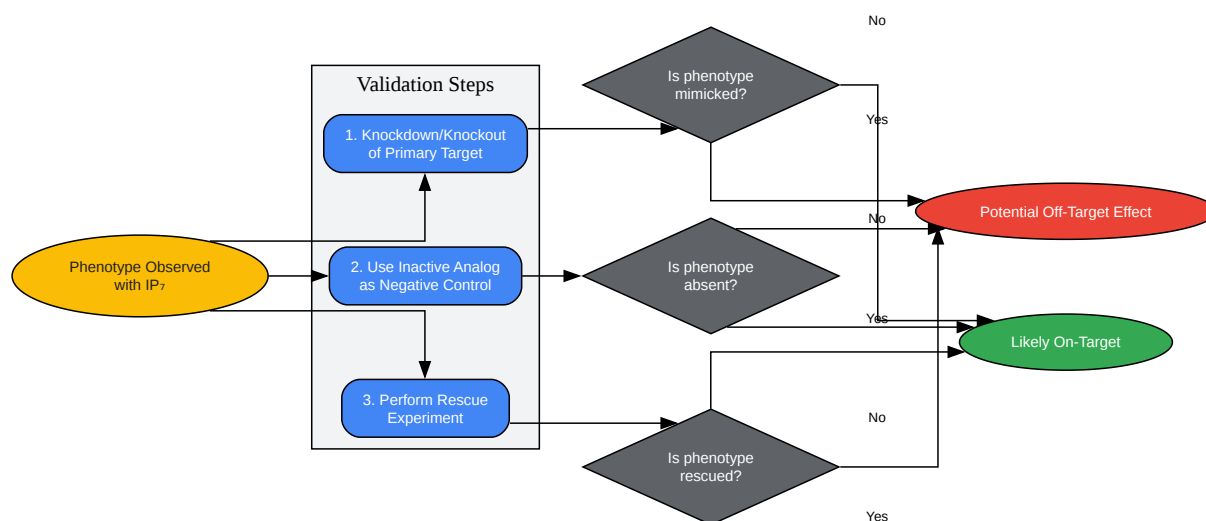 No
Is phenotype
mimicked?
Validation Steps
Yes
1. Knockdown/Knockout
of Primary Target
Potential Off-Target Effect
No
Phenotype Observed
with IP₇
2. Use Inactive Analog
as Negative Control
Is phenotype
absent?
Yes
Likely On-Target
3. Perform Rescue
Experiment
No
Is phenotype
rescued?
Yes